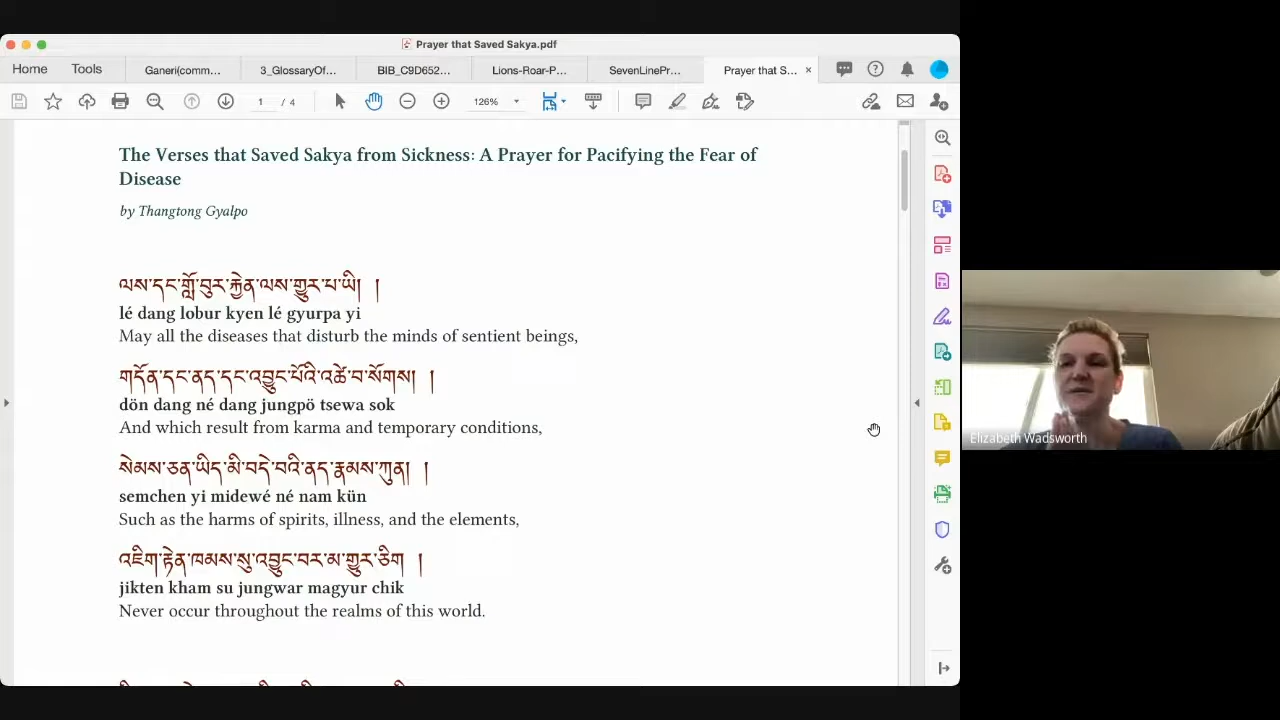 Prayer that Saved Sakya.pdf
Home Tools Ganeri(comm... 3_GlossaryOf... BIB_C9D652... Lions-Roar-P... SevenLinePr... Prayer that S... ×
1 / 4 126%
The Verses that Saved Sakya from Sickness: A Prayer for Pacifying the Fear of
Disease
by Thangtong Gyalpo
ལས་དང་གློ་བུར་རྐྱེན་ལས་གྱུར་པ་ཡི། །
lé dang lobur kyen lé gyurpa yi
May all the diseases that disturb the minds of sentient beings,
གདོན་དང་ནད་དང་འབྱུང་པོའི་འཚེ་བ་སོགས། །
dön dang né dang jungpö tsewa sok
And which result from karma and temporary conditions,
སེམས་ཅན་ཡིད་མི་བདེ་བའི་ནད་རྣམས་ཀུན། །
semchen yi midewé né nam kün
Such as the harms of spirits, illness, and the elements,
འཇིག་རྟེན་ཁམས་སུ་འབྱུང་བར་མ་གྱུར་ཅིག །
jikten kham su jungwar magyur chik
Never occur throughout the realms of this world.
Elizabeth Wadsworth